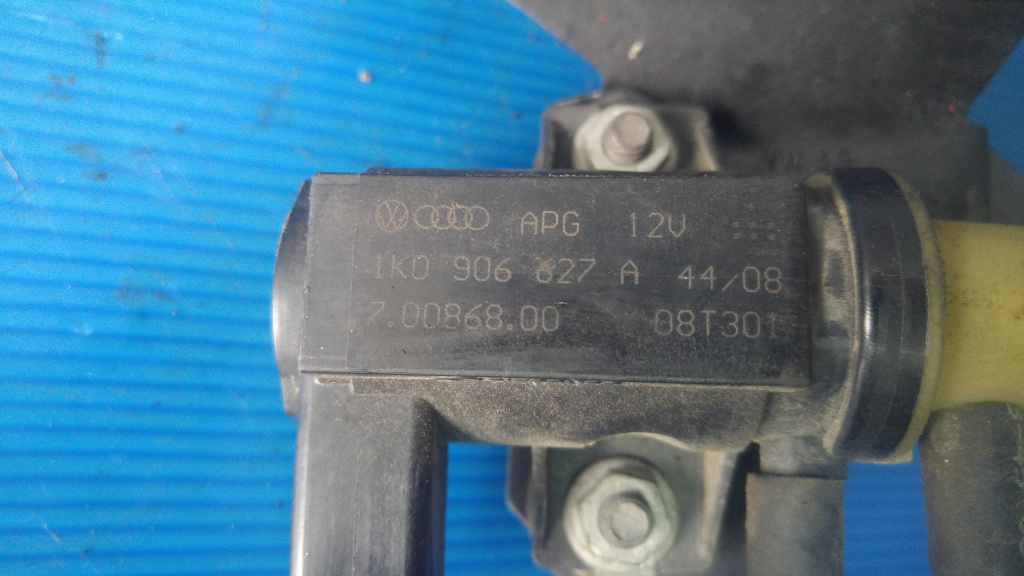 APG 12V
1K0 906 627 A 44/08
7.00868.00 08T301